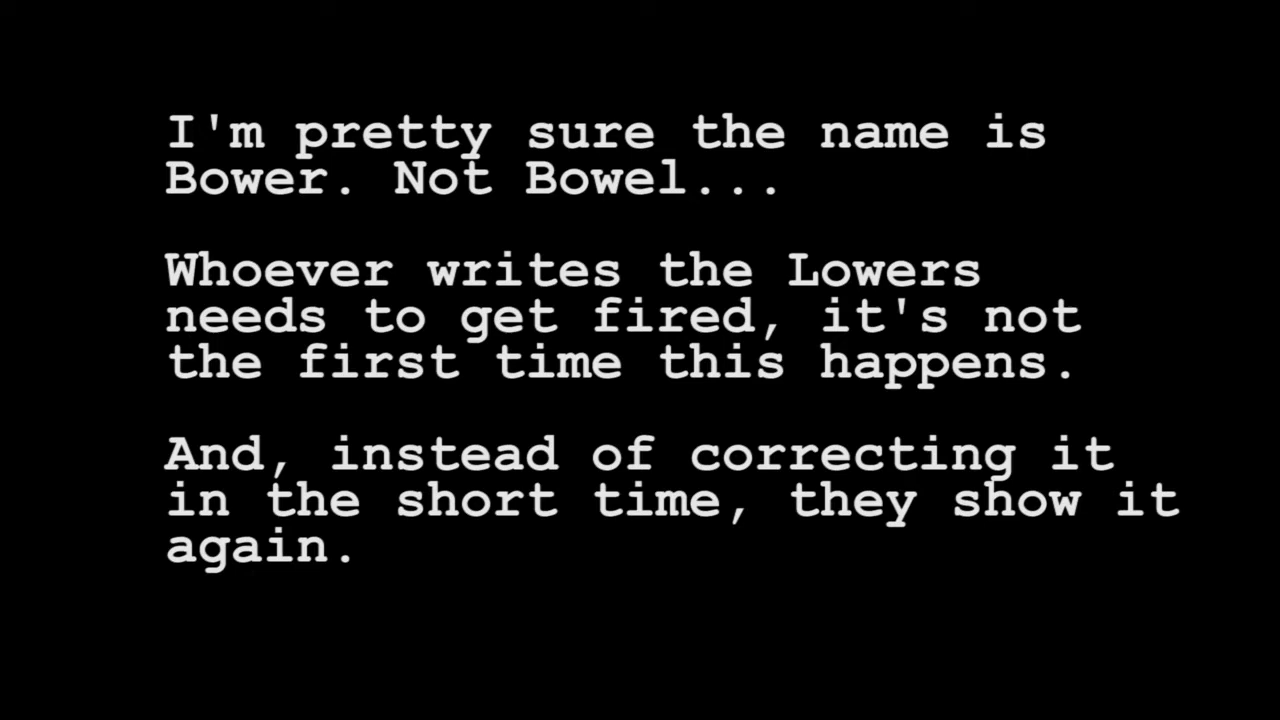 I'm pretty sure the name is
Bower. Not Bowel...
Whoever writes the Lowers
needs to get fired, it's not
the first time this happens.
And, instead of correcting it
in the short time, they show it
again.